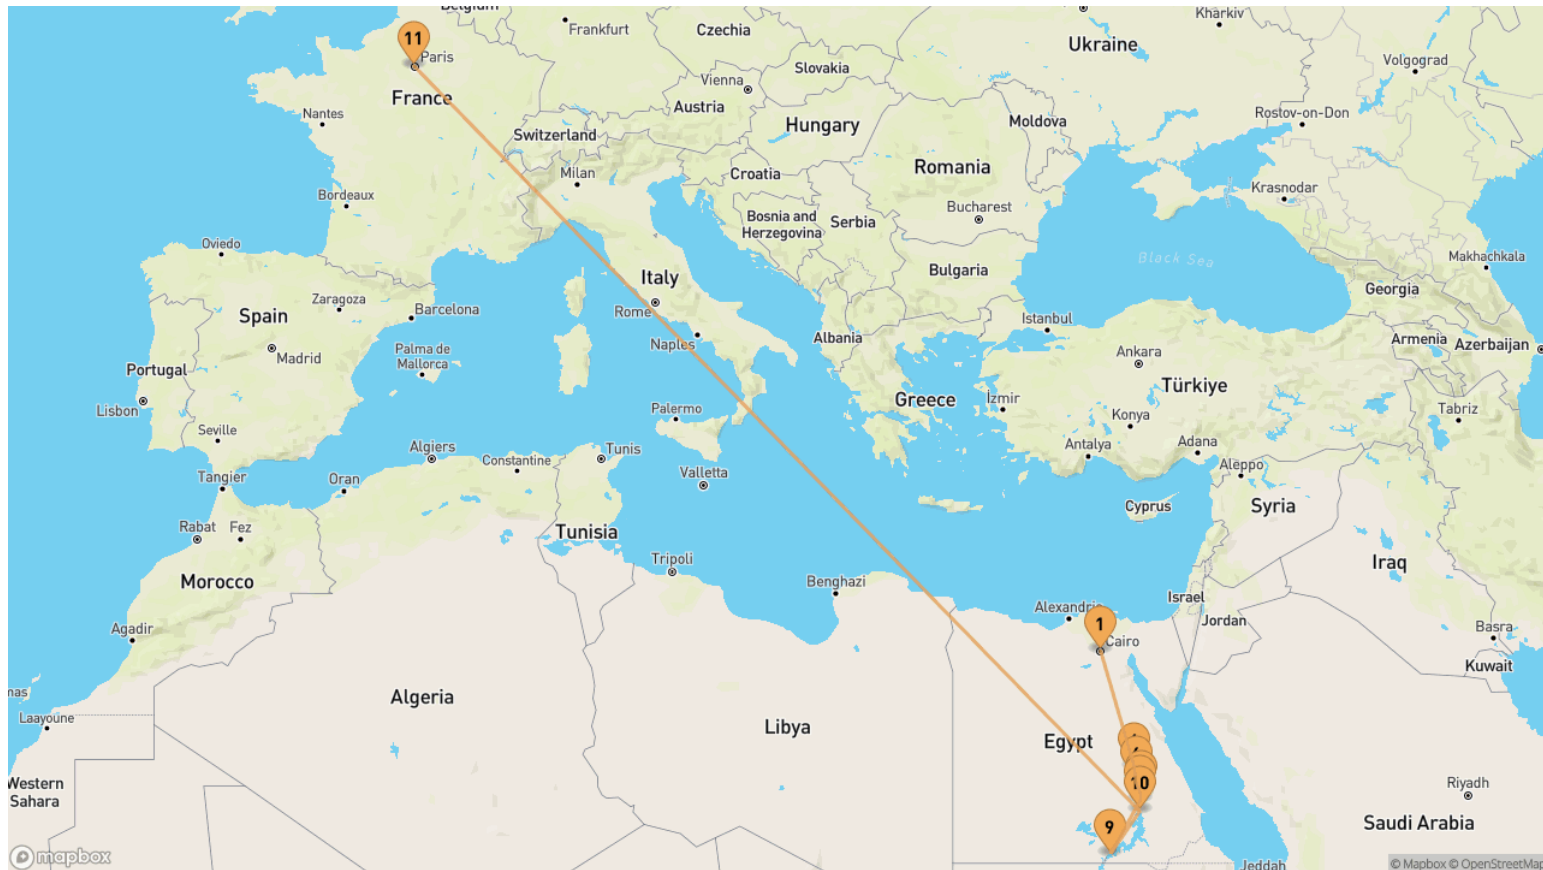 Belgium
Kharkiv
Frankfurt
Czechia
Ukraine
11
Paris
Slovakia
Volgograd
Vienna
France
Austria
Nantes
Switzerland
Hungary
Moldova
Rostov-on-Don
Milan
Croatia
Romania
Krasnodar
Bordeaux
Bosnia and
Herzegovina
Serbia
Bucharest
Oviedo
Black Sea
Makhachkala
Italy
Bulgaria
Georgia
Zaragoza
Barcelona
Rome
Spain
Istanbul
Naples
Albania
Armenia
Azerbaijan
Madrid
Palma de
Mallorca
Ankara
Portugal
Türkiye
Lisbon
Palermo
Greece
İzmir
Konya
Tabriz
Seville
Algiers
Constantine
Tunis
Antalya
Adana
Tangier
Oran
Valletta
Aleppo
Cyprus
Syria
Rabat
Fez
Tunisia
Tripoli
Iraq
Morocco
Benghazi
Israel
Alexandri
Jordan
Agadir
1
Cairo
Basra
Kuwait
mas
Algeria
Laayoune
Libya
Egypt
Western
Sahara
10
Riyadh
9
Saudi Arabia
mapbox
Jeddah
© Mapbox © OpenStreetMap